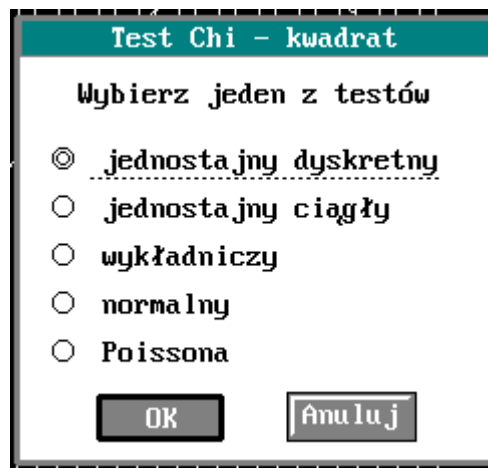 Test Chi - kwadrat
Wybierz jeden z testów
jednostajny dyskretny
jednostajny ciągły
wykładniczy
normalny
Poissona
OK
Anuluj